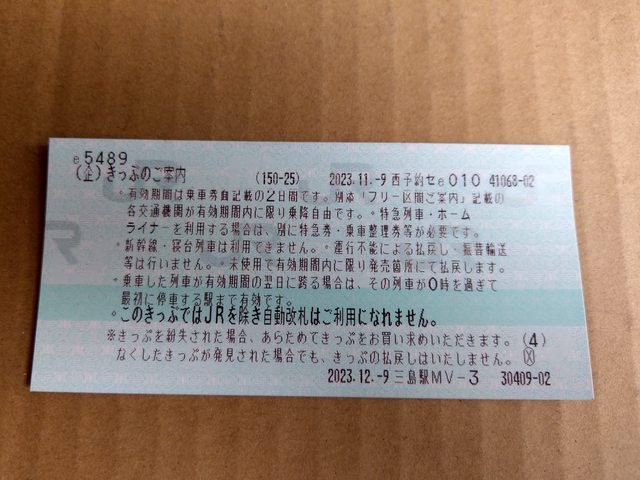 e5489
(企)きっぷのご案内 (150-25) 2023.11.-9 西予約セe010 41068-02
*有効期間は乗車券面記載の2日間です。別添「フリー区間ご案内」記載の
各交通機関が有効期間内に限り乗降自由です。*特急列車・ホーム
ライナーを利用する場合は、別に特急券・乗車整理券等が必要です。
*新幹線・寝台列車は利用できません。*運行不能による払戻し・振替輸送
等は行いません。*未使用で有効期間内に限り発売箇所にて払戻します。
*乗車した列車が有効期間の翌日に跨る場合は、その列車が0時を過ぎて
最初に停車する駅まで有効です。
*このきっぷではJRを除き自動改札はご利用になれません。
※きっぷを紛失された場合、あらためてきっぷをお買い求めいただきます。 (4)
なくしたきっぷが発見された場合でも、きっぷの払戻しはいたしません。
2023.12.-9 三島駅MV-3 30409-02